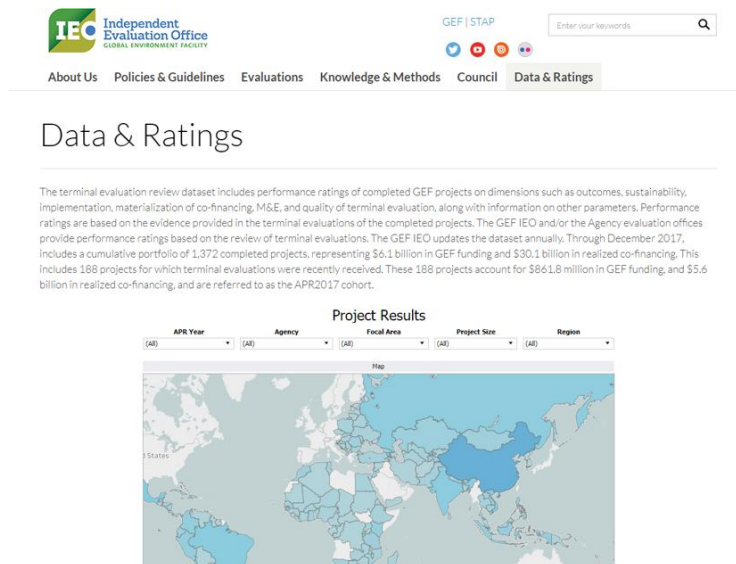 IEO Independent
Evaluation Office
GLOBAL ENVIRONMENT FACILITY
GEF | STAP
Enter your keywords
About Us Policies & Guidelines Evaluations Knowledge & Methods Council Data & Ratings
Data & Ratings
The terminal evaluation review dataset includes performance ratings of completed GEF projects on dimensions such as outcomes, sustainability,
implementation, materialization of co-financing, M&E, and quality of terminal evaluation, along with information on other parameters. Performance
ratings are based on the evidence provided in the terminal evaluations of the completed projects. The GEF IEO and/or the Agency evaluation offices
provide performance ratings based on the review of terminal evaluations. The GEF IEO updates the dataset annually. Through December 2017,
includes a cumulative portfolio of 1,372 completed projects, representing $6.1 billion in GEF funding and $30.1 billion in realized co-financing. This
includes 188 projects for which terminal evaluations were recently received. These 188 projects account for $861.8 million in GEF funding, and $5.6
billion in realized co-financing, and are referred to as the APR2017 cohort.
Project Results
APR Year Agency Focal Area Project Size Region
(All) (All) (All) (All) (All)
Map
States